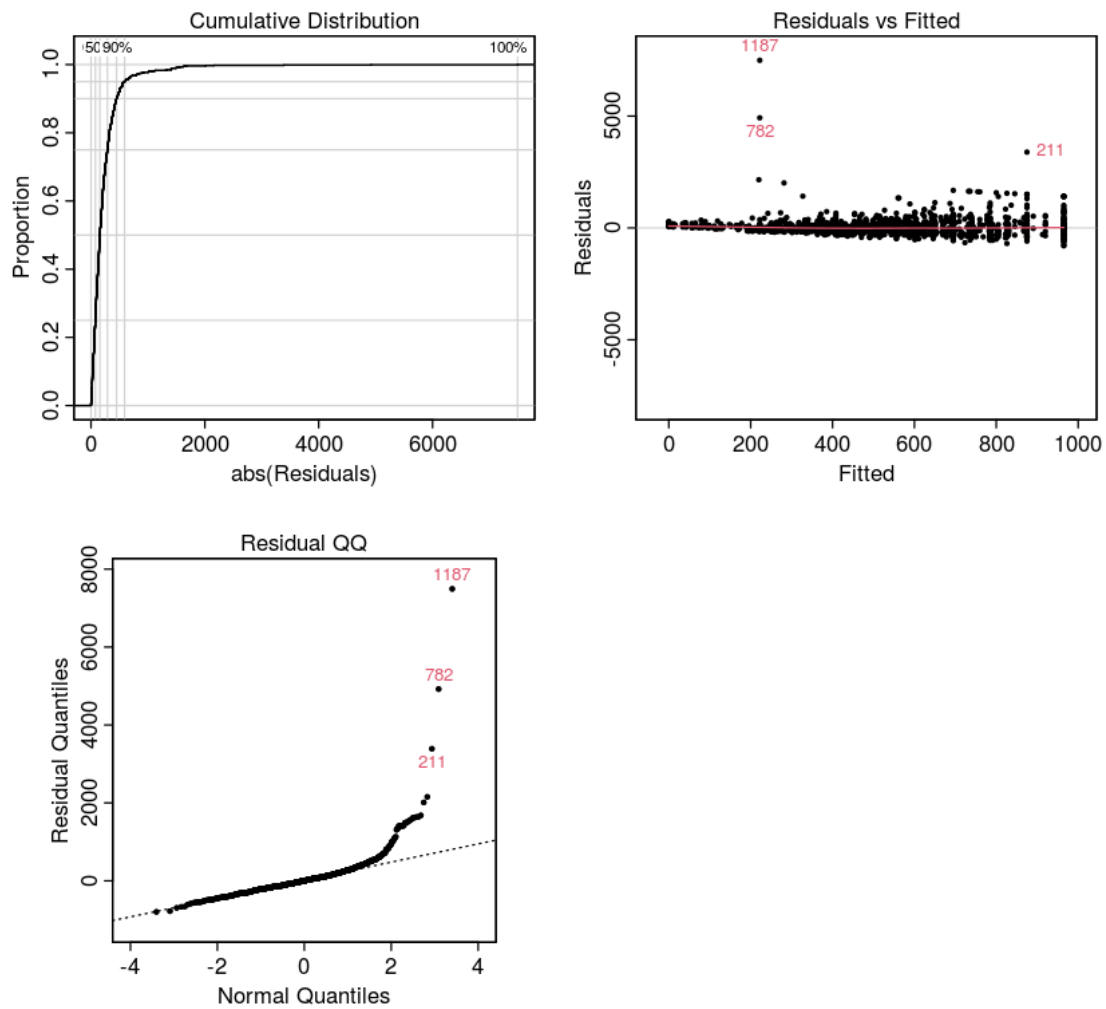 Cumulative Distribution
50 90% 100%
1.0
0.8
0.6
0.4
0.2
0.0
Proportion
0 2000 4000 6000
abs(Residuals)
Residuals vs Fitted
1187
782
211
5000
0
-5000
Residuals
0 200 400 600 800 1000
Fitted
Residual QQ
1187
782
211
8000
6000
4000
2000
0
Residual Quantiles
-4 -2 0 2 4
Normal Quantiles